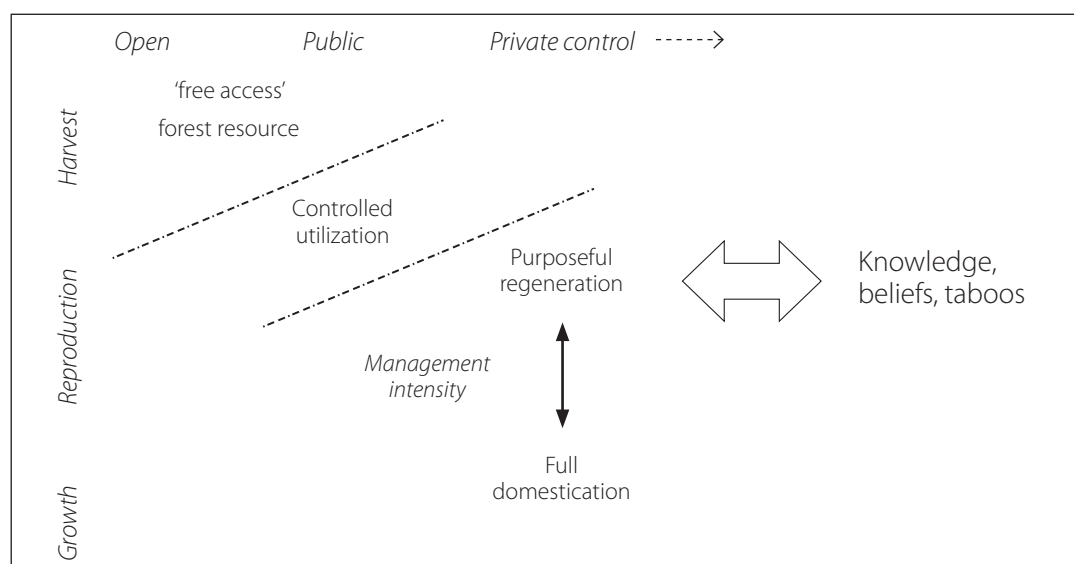 Open Public Private control
'free access'
forest resource
Harvest
Controlled
utilization
Purposeful
regeneration
Knowledge,
beliefs, taboos
Reproduction
Management
intensity
Full
domestication
Growth